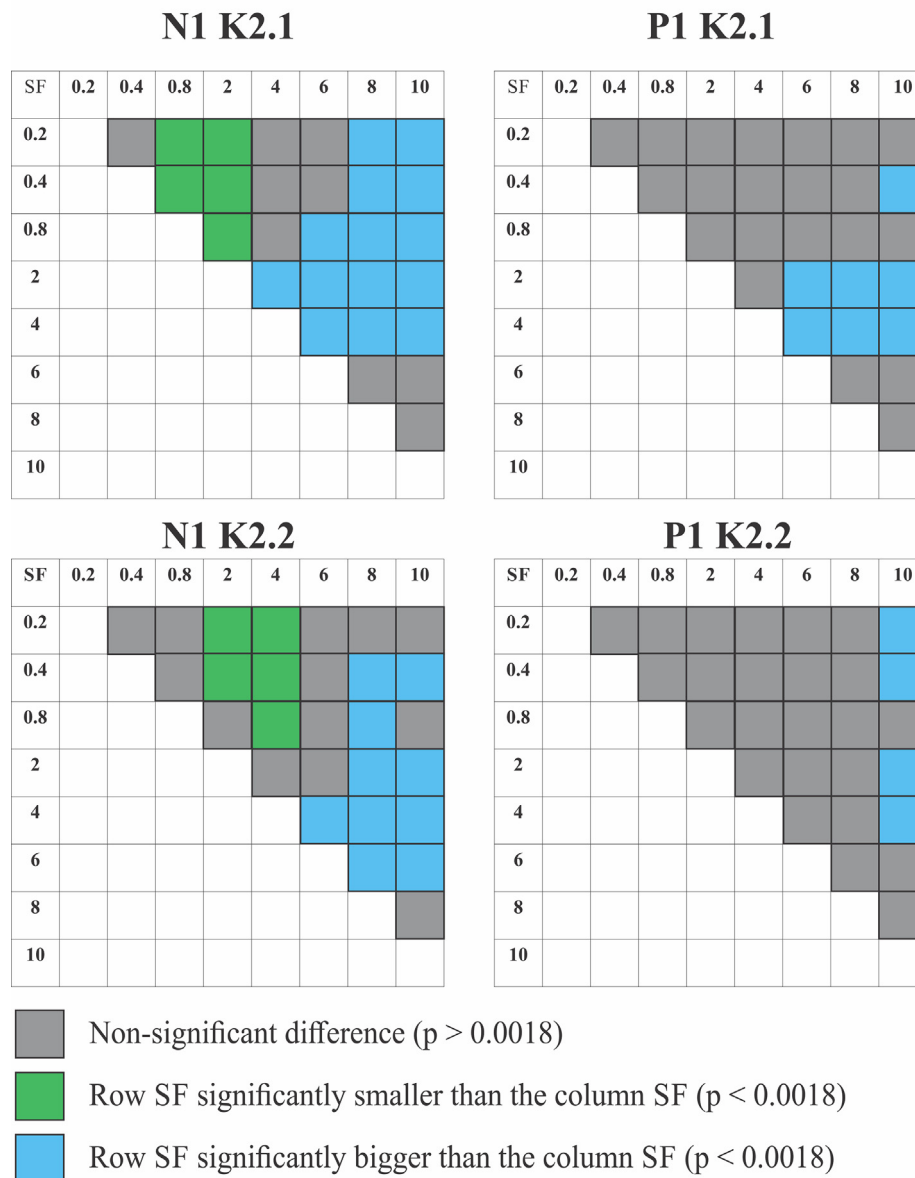 N1 K2.1
P1 K2.1
SF 0.2 0.4 0.8 2 4 6 8 10
0.2
0.4
0.8
2
4
6
8
10
SF 0.2 0.4 0.8 2 4 6 8 10
0.2
0.4
0.8
2
4
6
8
10
N1 K2.2
P1 K2.2
SF 0.2 0.4 0.8 2 4 6 8 10
0.2
0.4
0.8
2
4
6
8
10
SF 0.2 0.4 0.8 2 4 6 8 10
0.2
0.4
0.8
2
4
6
8
10
Non-significant difference (p > 0.0018)
Row SF significantly smaller than the column SF (p < 0.0018)
Row SF significantly bigger than the column SF (p < 0.0018)